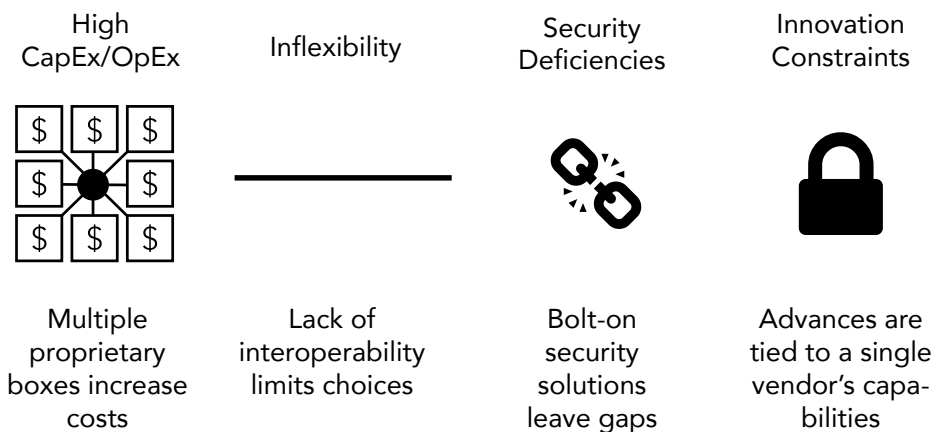 High
CapEx/OpEx
Inflexibility
Security
Deficiencies
Innovation
Constraints
$ $ $
$ $
$ $ $
Multiple
proprietary
boxes increase
costs
Lack of
interoperability
limits choices
Bolt-on
security
solutions
leave gaps
Advances are
tied to a single
vendor’s capa-
bilities